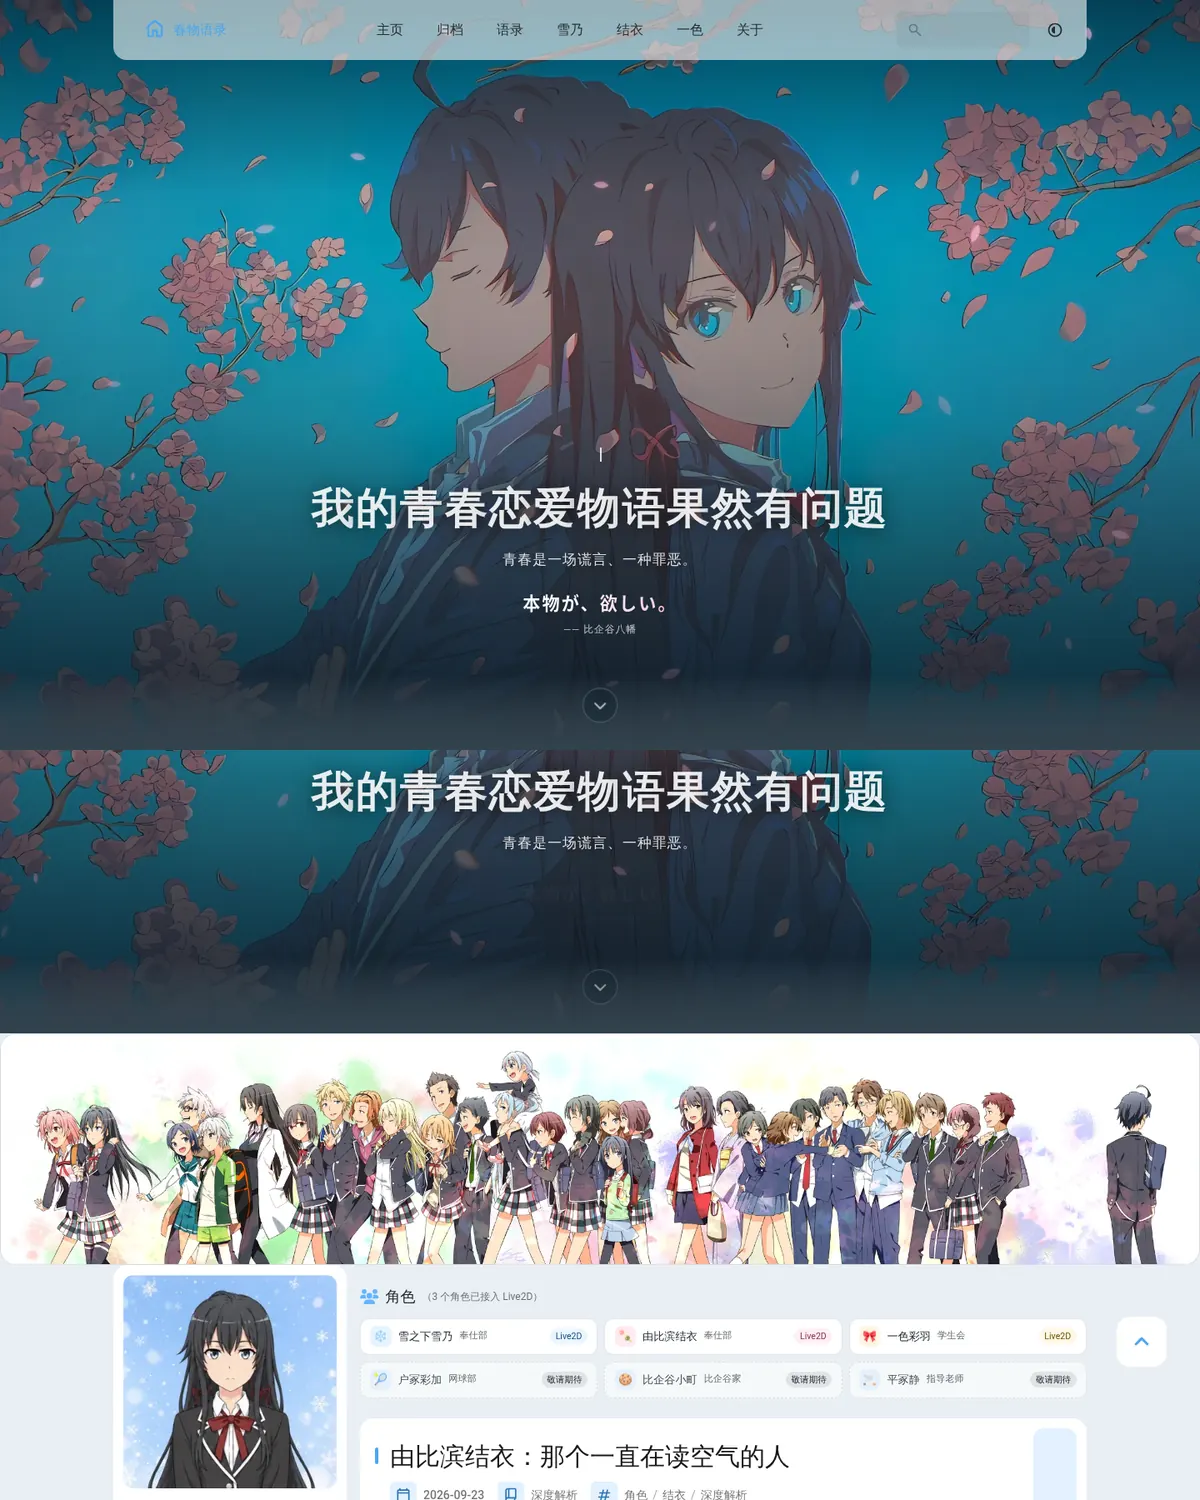 春物语录 主页 归档 语录 雪乃 结衣 一色 关于
我的青春恋爱物语果然有问题
青春是一场谎言、一种罪恶。
本物が、欲しい。
—— 比企谷八幡
我的青春恋爱物语果然有问题
青春是一场谎言、一种罪恶。
角色 （3 个角色已接入 Live2D）
雪之下雪乃 奉仕部 Live2D
由比滨结衣 奉仕部 Live2D
一色彩羽 学生会 Live2D
户冢彩加 网球部 敬请期待
比企谷小町 比企谷家 敬请期待
平冢静 指导老师 敬请期待
由比滨结衣：那个一直在读空气的人
2026-09-23 深度解析 # 角色 / 结衣 / 深度解析